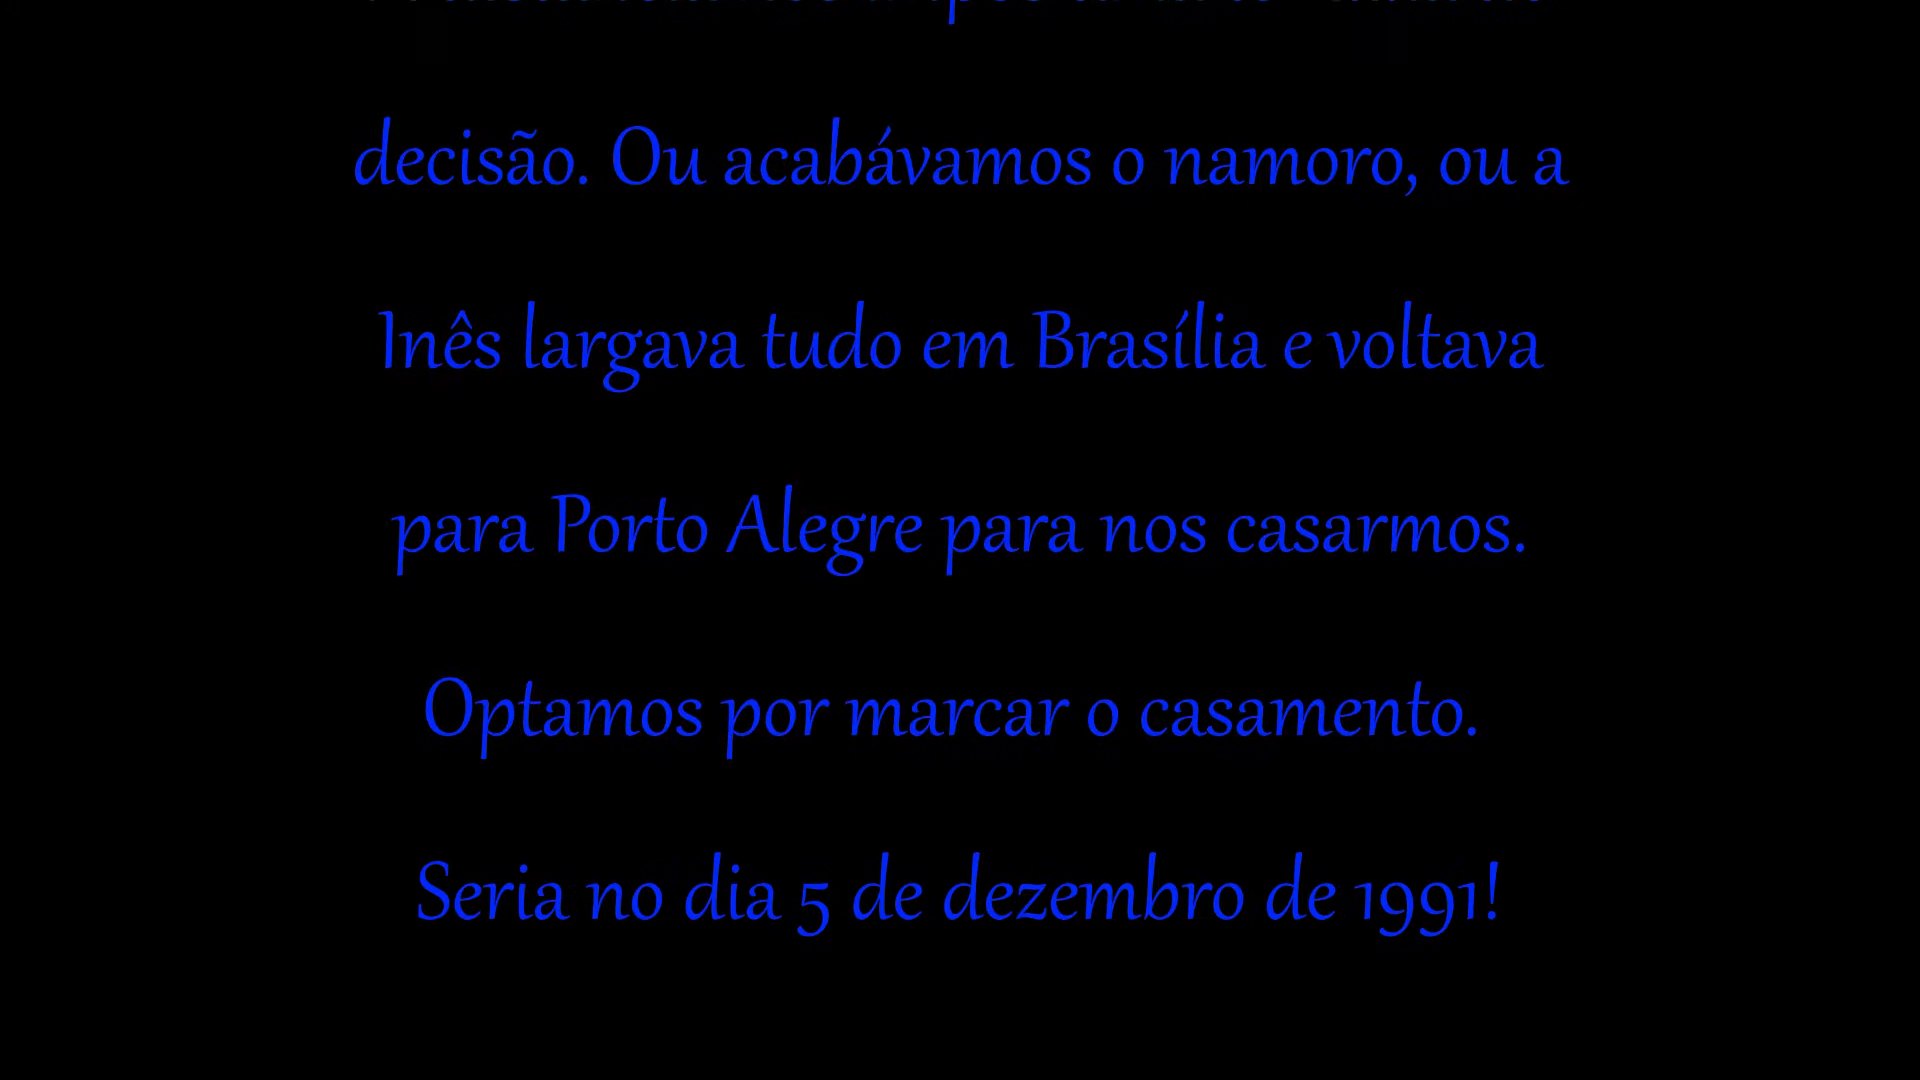 decisão. Ou acabávamos o namoro, ou a
Inês largava tudo em Brasília e voltava
para Porto Alegre para nos casarmos.
Optamos por marcar o casamento.
Seria no dia 5 de dezembro de 1991!